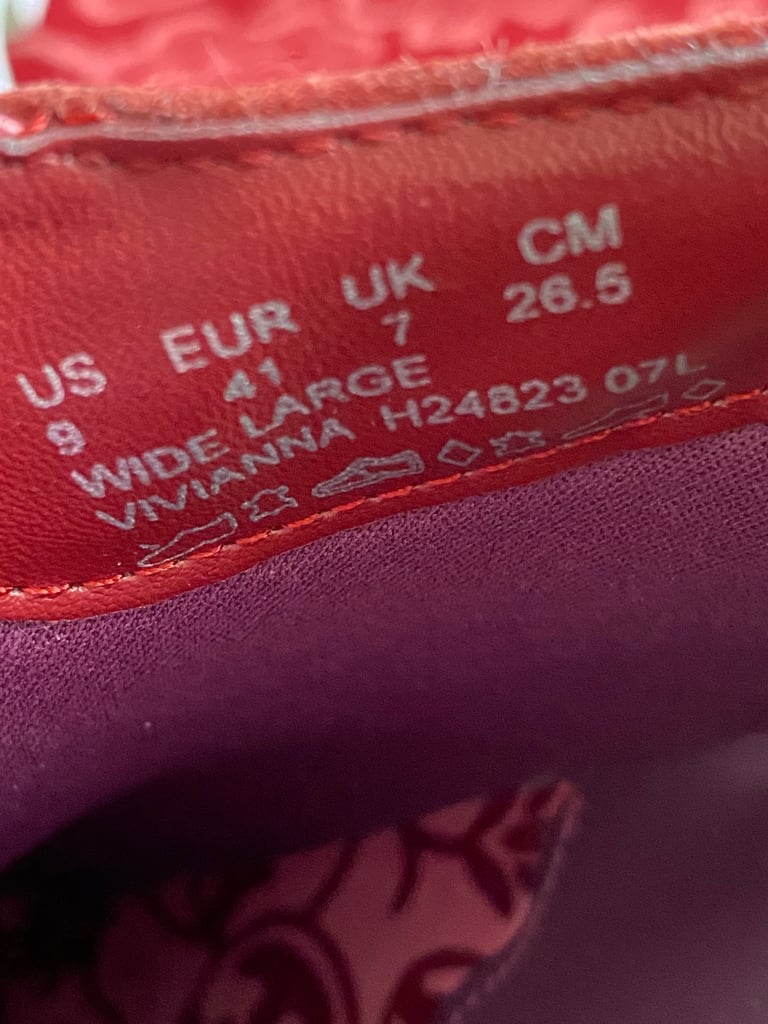 US EUR UK CM
9 41 7 26.5
WIDE LARGE
VIVIANNA H24823 07L